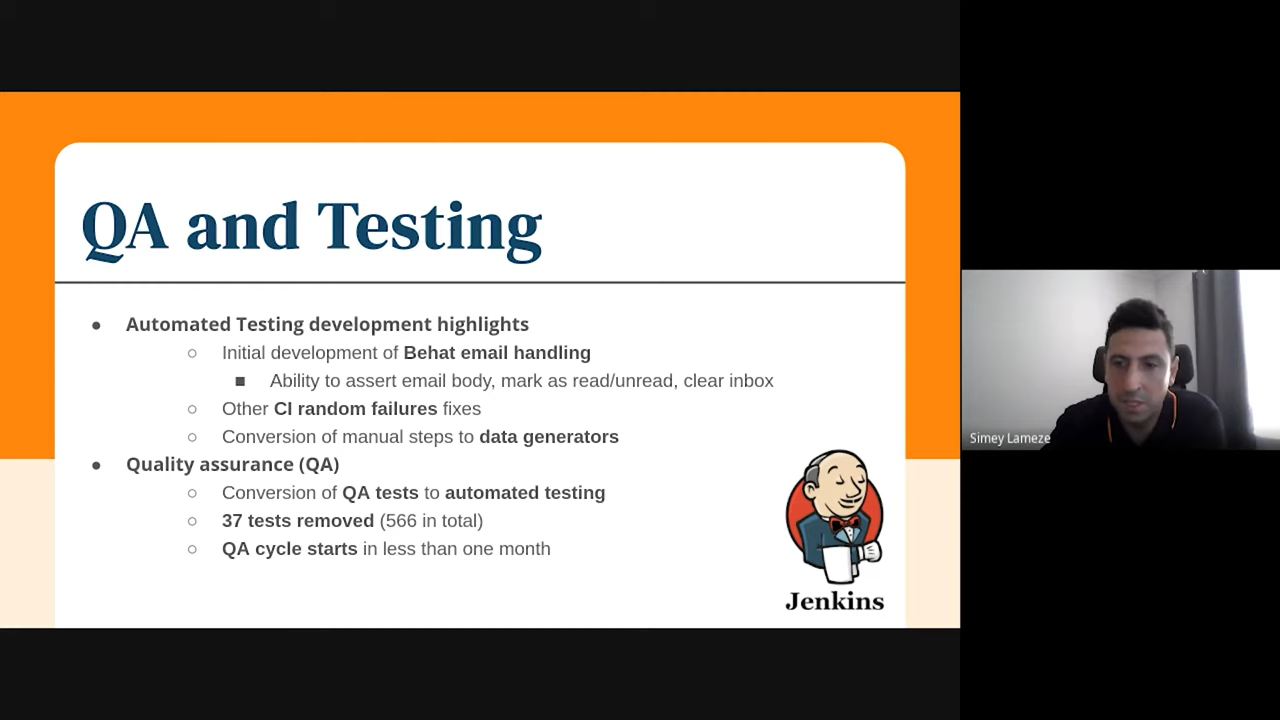 QA and Testing
● Automated Testing development highlights
○ Initial development of Behat email handling
■ Ability to assert email body, mark as read/unread, clear inbox
○ Other CI random failures fixes
○ Conversion of manual steps to data generators
● Quality assurance (QA)
○ Conversion of QA tests to automated testing
○ 37 tests removed (566 in total)
○ QA cycle starts in less than one month
Jenkins
Simey Lameze